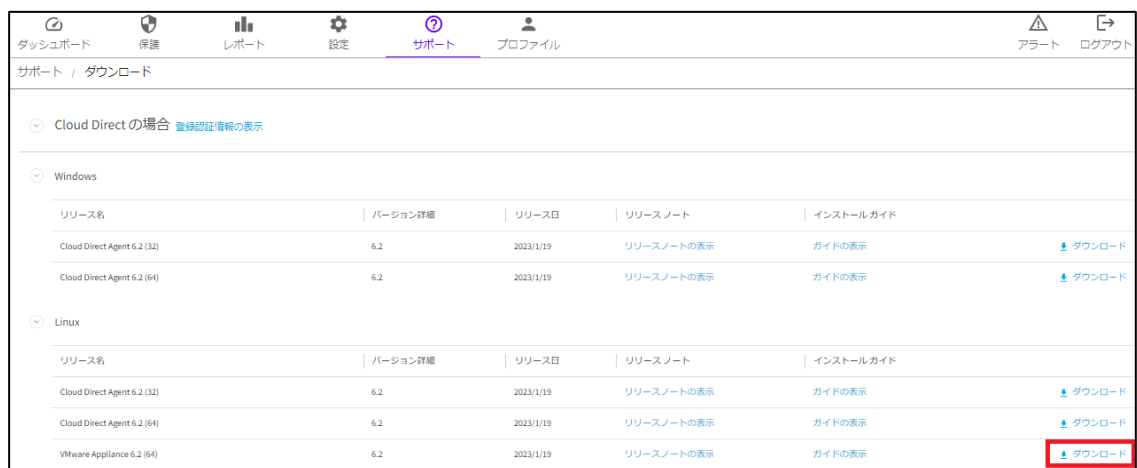 ダッシュボード 保護 レポート 設定 サポート プロファイル アラート ログアウト
サポート / ダウンロード
Cloud Direct の場合 登録認証情報の表示
Windows
リリース名 バージョン詳細 リリース日 リリース ノート インストール ガイド
Cloud Direct Agent 6.2 (32) 6.2 2023/1/19 リリースノートの表示 ガイドの表示 ダウンロード
Cloud Direct Agent 6.2 (64) 6.2 2023/1/19 リリースノートの表示 ガイドの表示 ダウンロード
Linux
リリース名 バージョン詳細 リリース日 リリース ノート インストール ガイド
Cloud Direct Agent 6.2 (32) 6.2 2023/1/19 リリースノートの表示 ガイドの表示 ダウンロード
Cloud Direct Agent 6.2 (64) 6.2 2023/1/19 リリースノートの表示 ガイドの表示 ダウンロード
VMware Appliance 6.2 (64) 6.2 2023/1/19 リリースノートの表示 ガイドの表示 ダウンロード